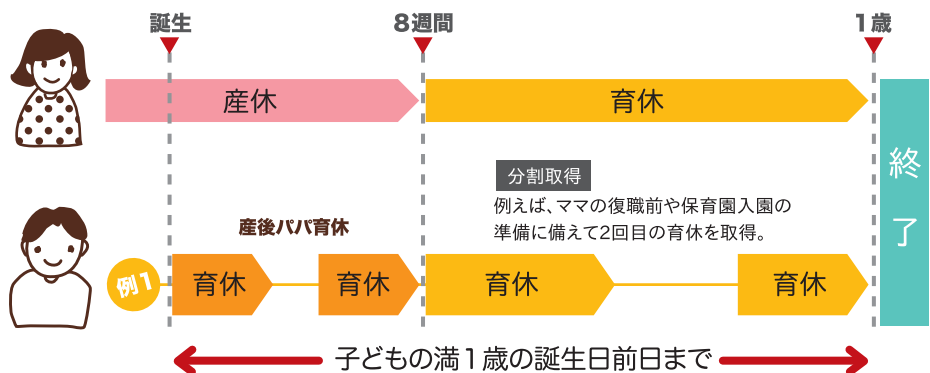 誕生
8週間
1歳
産休
育休
終了
分割取得
例えば、ママの復職前や保育園入園の
準備に備えて2回目の育休を取得。
産後パパ育休
例1
育休
育休
育休
育休
子どもの満1歳の誕生日前日まで